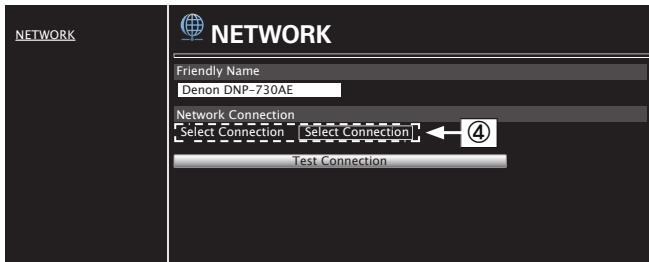 NETWORK
NETWORK
Friendly Name
Denon DNP-730AE
Network Connection
Select Connection Select Connection ④
Test Connection